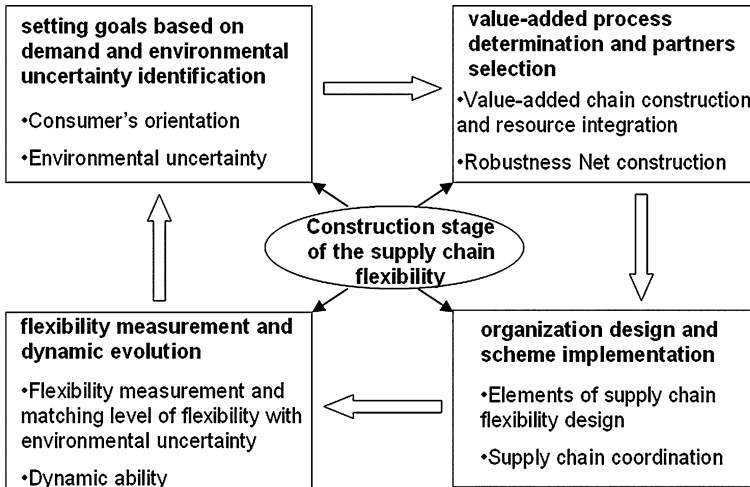 setting goals based on
demand and environmental
uncertainty identification
•Consumer's orientation
•Environmental uncertainty
value-added process
determination and partners
selection
•Value-added chain construction
and resource integration
•Robustness Net construction
Construction stage
of the supply chain
flexibility
flexibility measurement and
dynamic evolution
•Flexibility measurement and
matching level of flexibility with
environmental uncertainty
•Dynamic ability
organization design and
scheme implementation
•Elements of supply chain
flexibility design
•Supply chain coordination